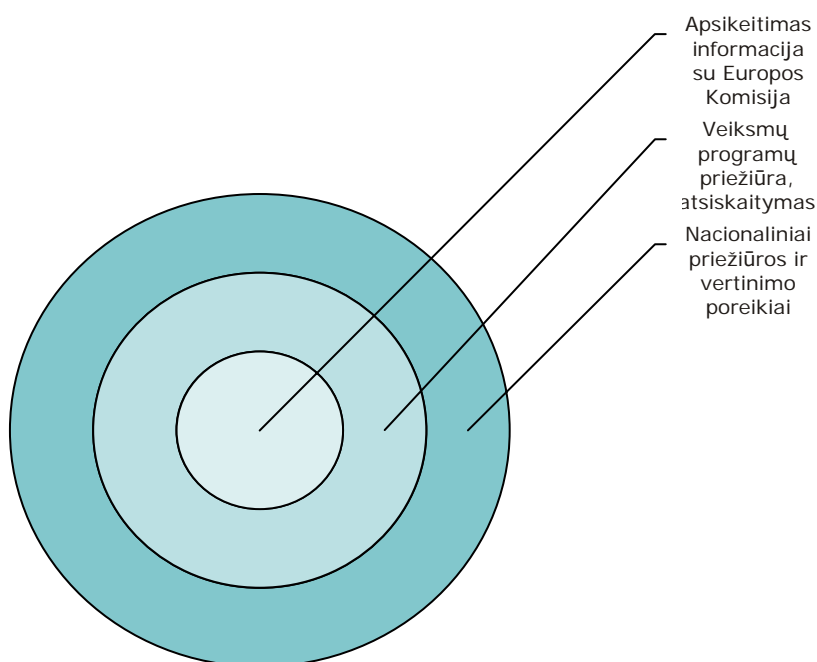 Apsikeitimas
informacija
su Europos
Komisija
Veiksmų
programų
priežiūra,
atsiskaitymas
Nacionaliniai
priežiūros ir
vertinimo
poreikiai